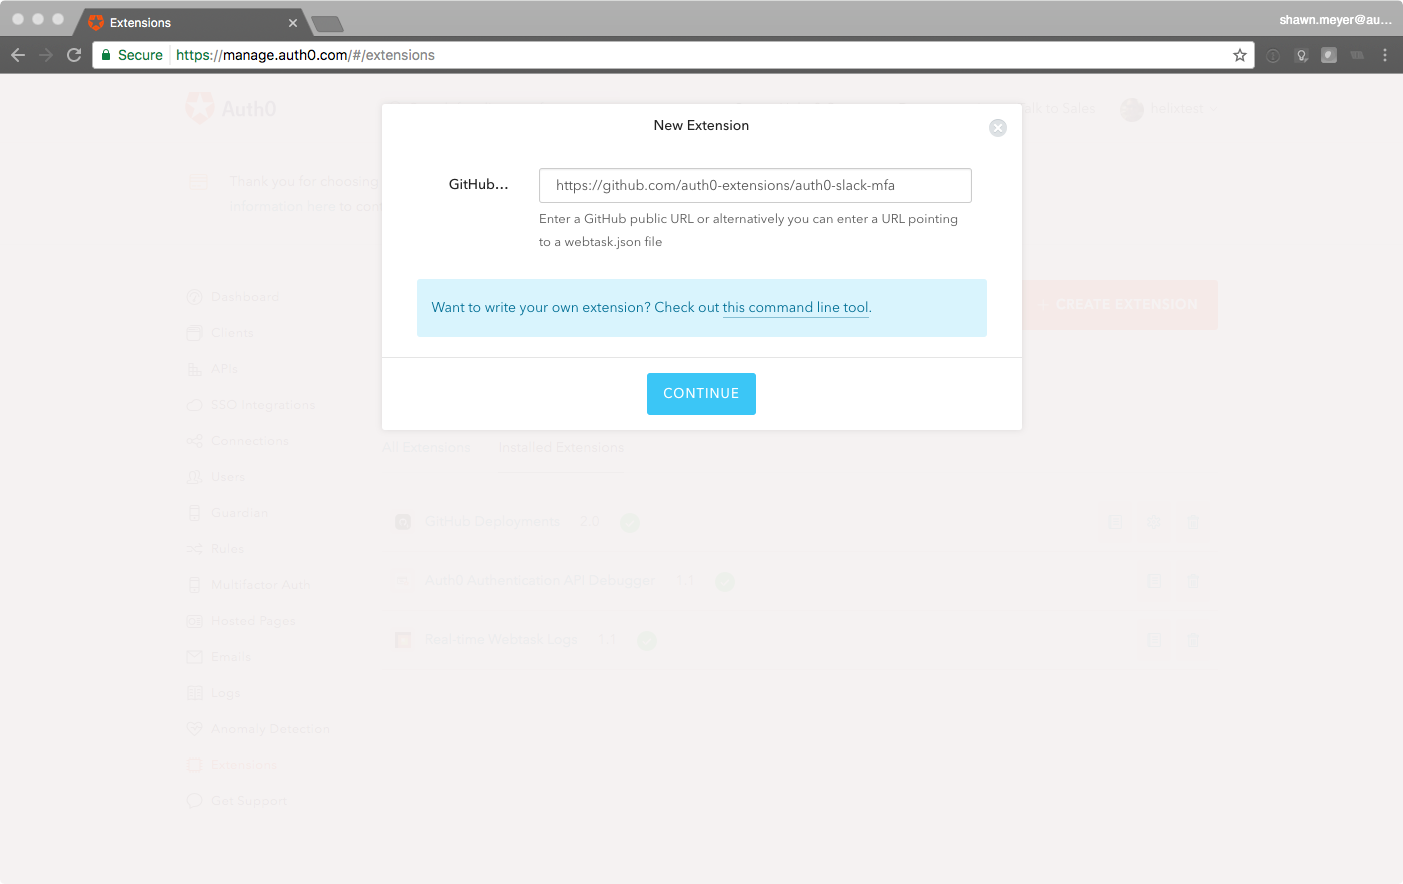 Extensions
shawn.meyer@au...
Secure
https://manage.auth0.com/#/extensions
Auth0
Talk to Sales
New Extension
GitHub...
https://github.com/auth0-extensions/auth0-slack-mfa
Enter a GitHub public URL or alternatively you can enter a URL pointing
to a webtask.json file
Thank you for choosing
information here to
Want to write your own extension? Check out this command line tool.
CONTINUE
CREATE EXTENSION
Dashboard
Clients
APIs
SSO Integrations
Connections
Users
Guardian
Rules
Multifactor Auth
Hosted Pages
Emails
Logs
Anomaly Detection
Extensions
Get Support
All Extensions
Installed Extensions
GitHub Deployments 2.0
Auth0 Authentication API Debugger 1.1
Real-time Webtask Logs 1.1